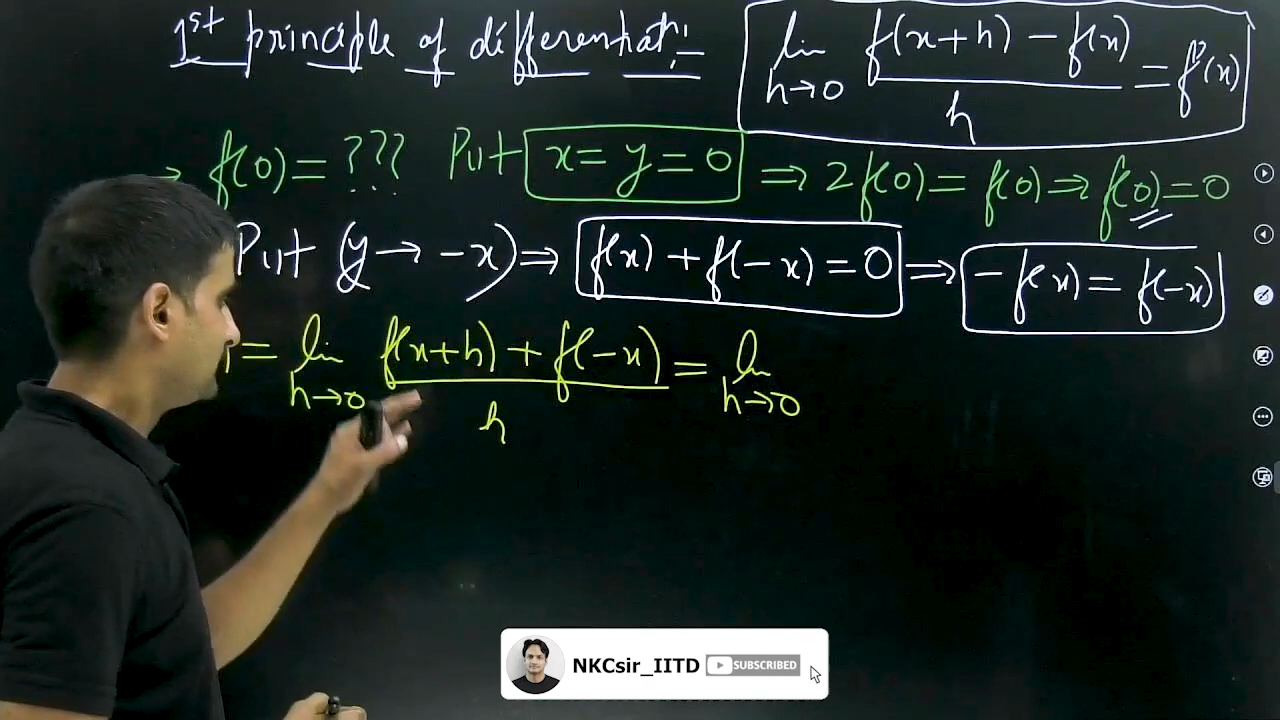 1st principle of differentiatⁿ:-
lim h→0 f(x+h) - f(x) / h = f'(x)
→ f(0) = ??? Put x = y = 0 ⇒ 2f(0) = f(0) ⇒ f(0) = 0
Put (y → -x) ⇒ f(x) + f(-x) = 0 ⇒ -f(x) = f(-x)
= lim h→0 f(x+h) + f(-x) / h = lim h→0
NKCsir_IITD SUBSCRIBED